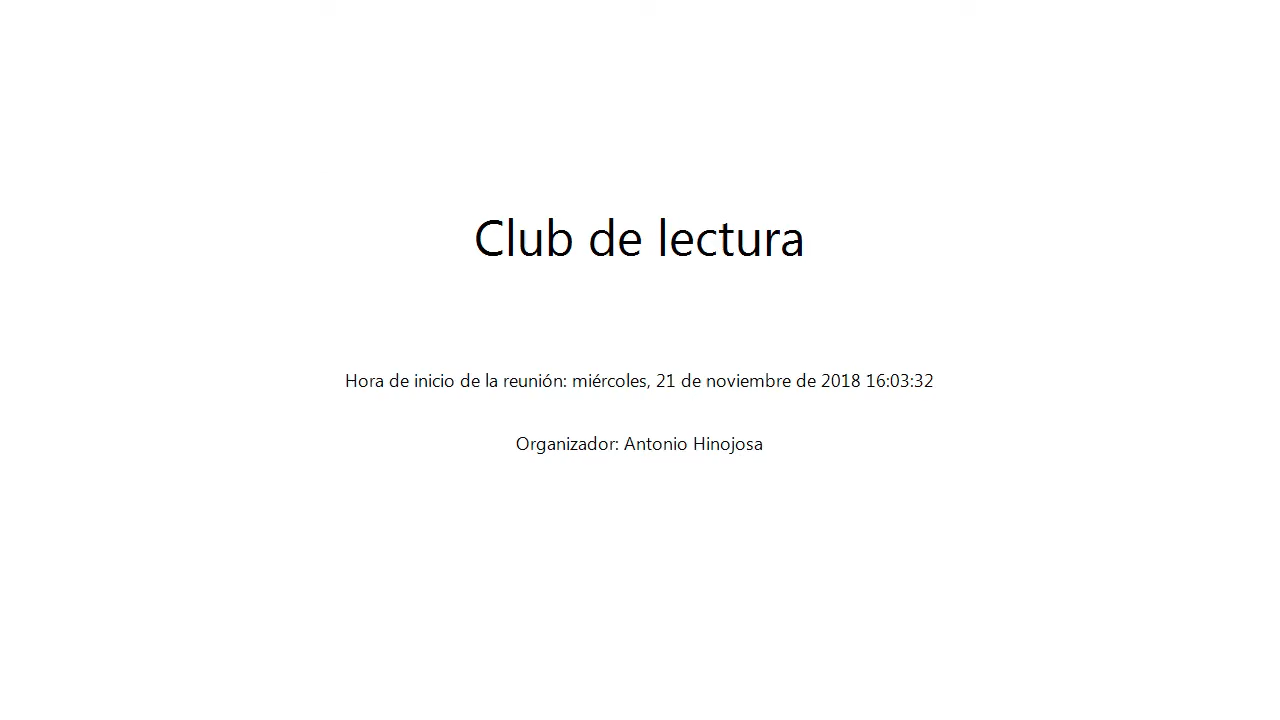 Club de lectura
Hora de inicio de la reunión: miércoles, 21 de noviembre de 2018 16:03:32
Organizador: Antonio Hinojosa